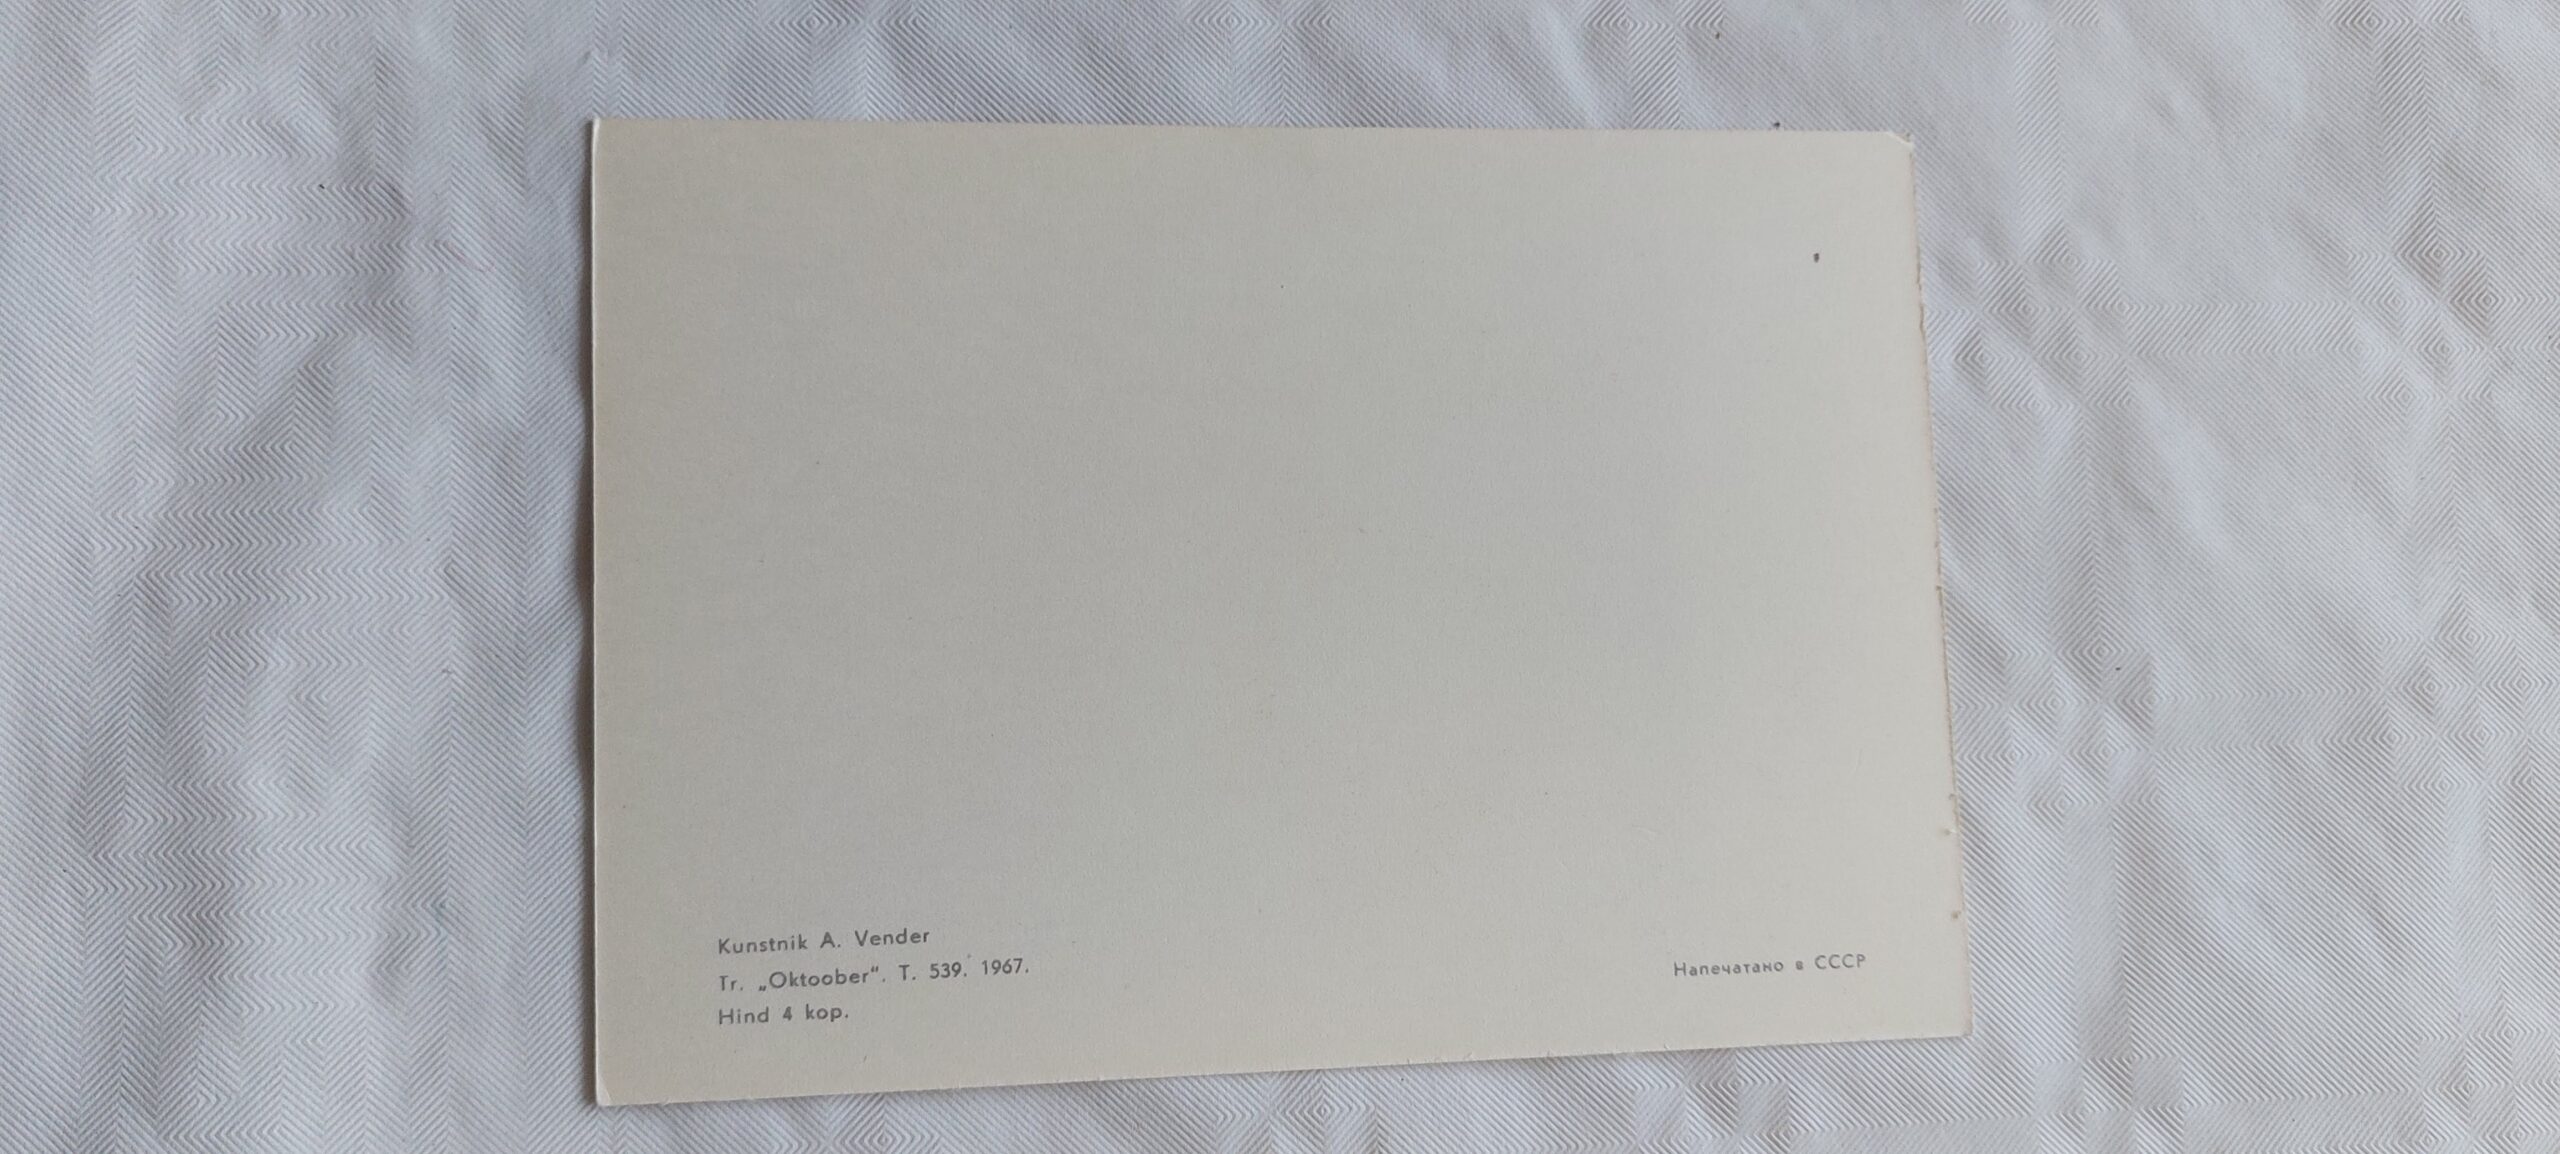 Kunstnik A. Vender
Tr. „Oktoober“. T. 539. 1967.
Hind 4 kop.
Напечатано в СССР